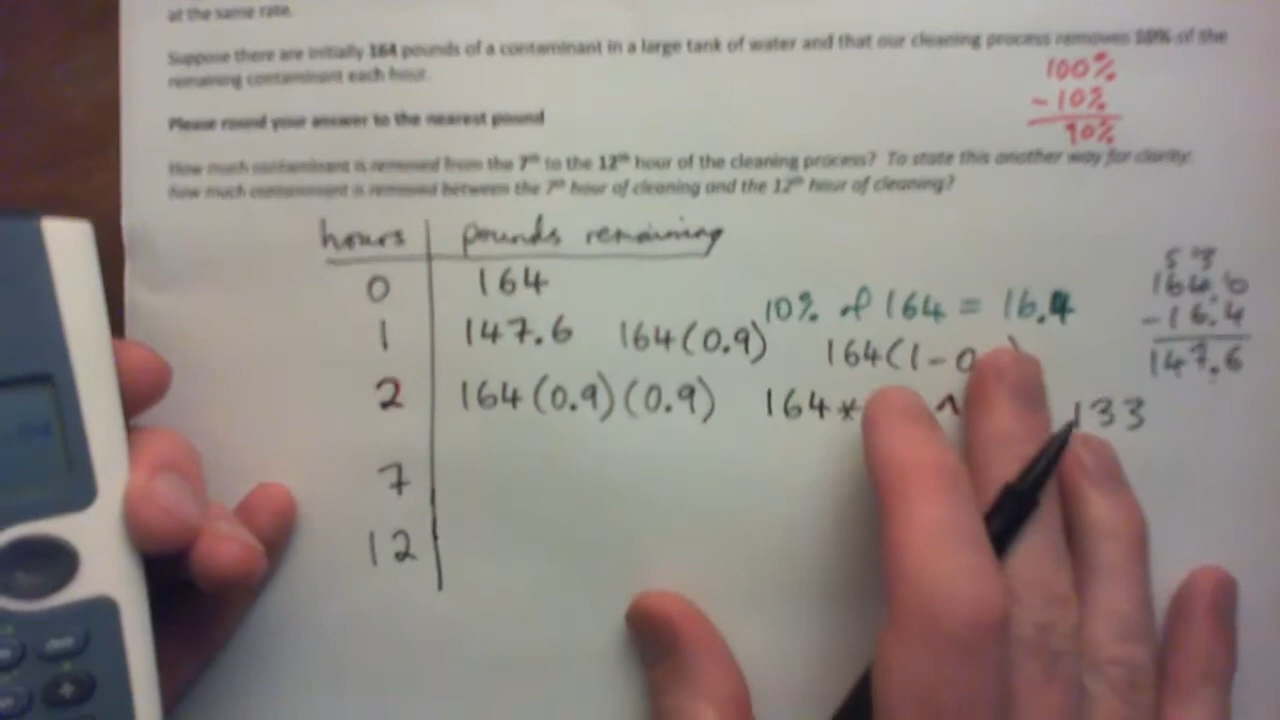 at the same rate.
Suppose there are initially 164 pounds of a contaminant in a large tank of water and that our cleaning process removes 10% of the
remaining contaminant each hour.
100%
- 10%
90%
Please round your answer to the nearest pound
How much contaminant is removed from the 7th to the 12th hour of the cleaning process? To state this another way for clarity:
how much contaminant is removed between the 7th hour of cleaning and the 12th hour of cleaning?
hours pounds remaining
0 164
10% of 164 = 16.4
1 147.6 164(0.9) 164(1-0
2 164(0.9)(0.9) 164* ^ 133
7
12
5 13
164.0
-16.4
147.6